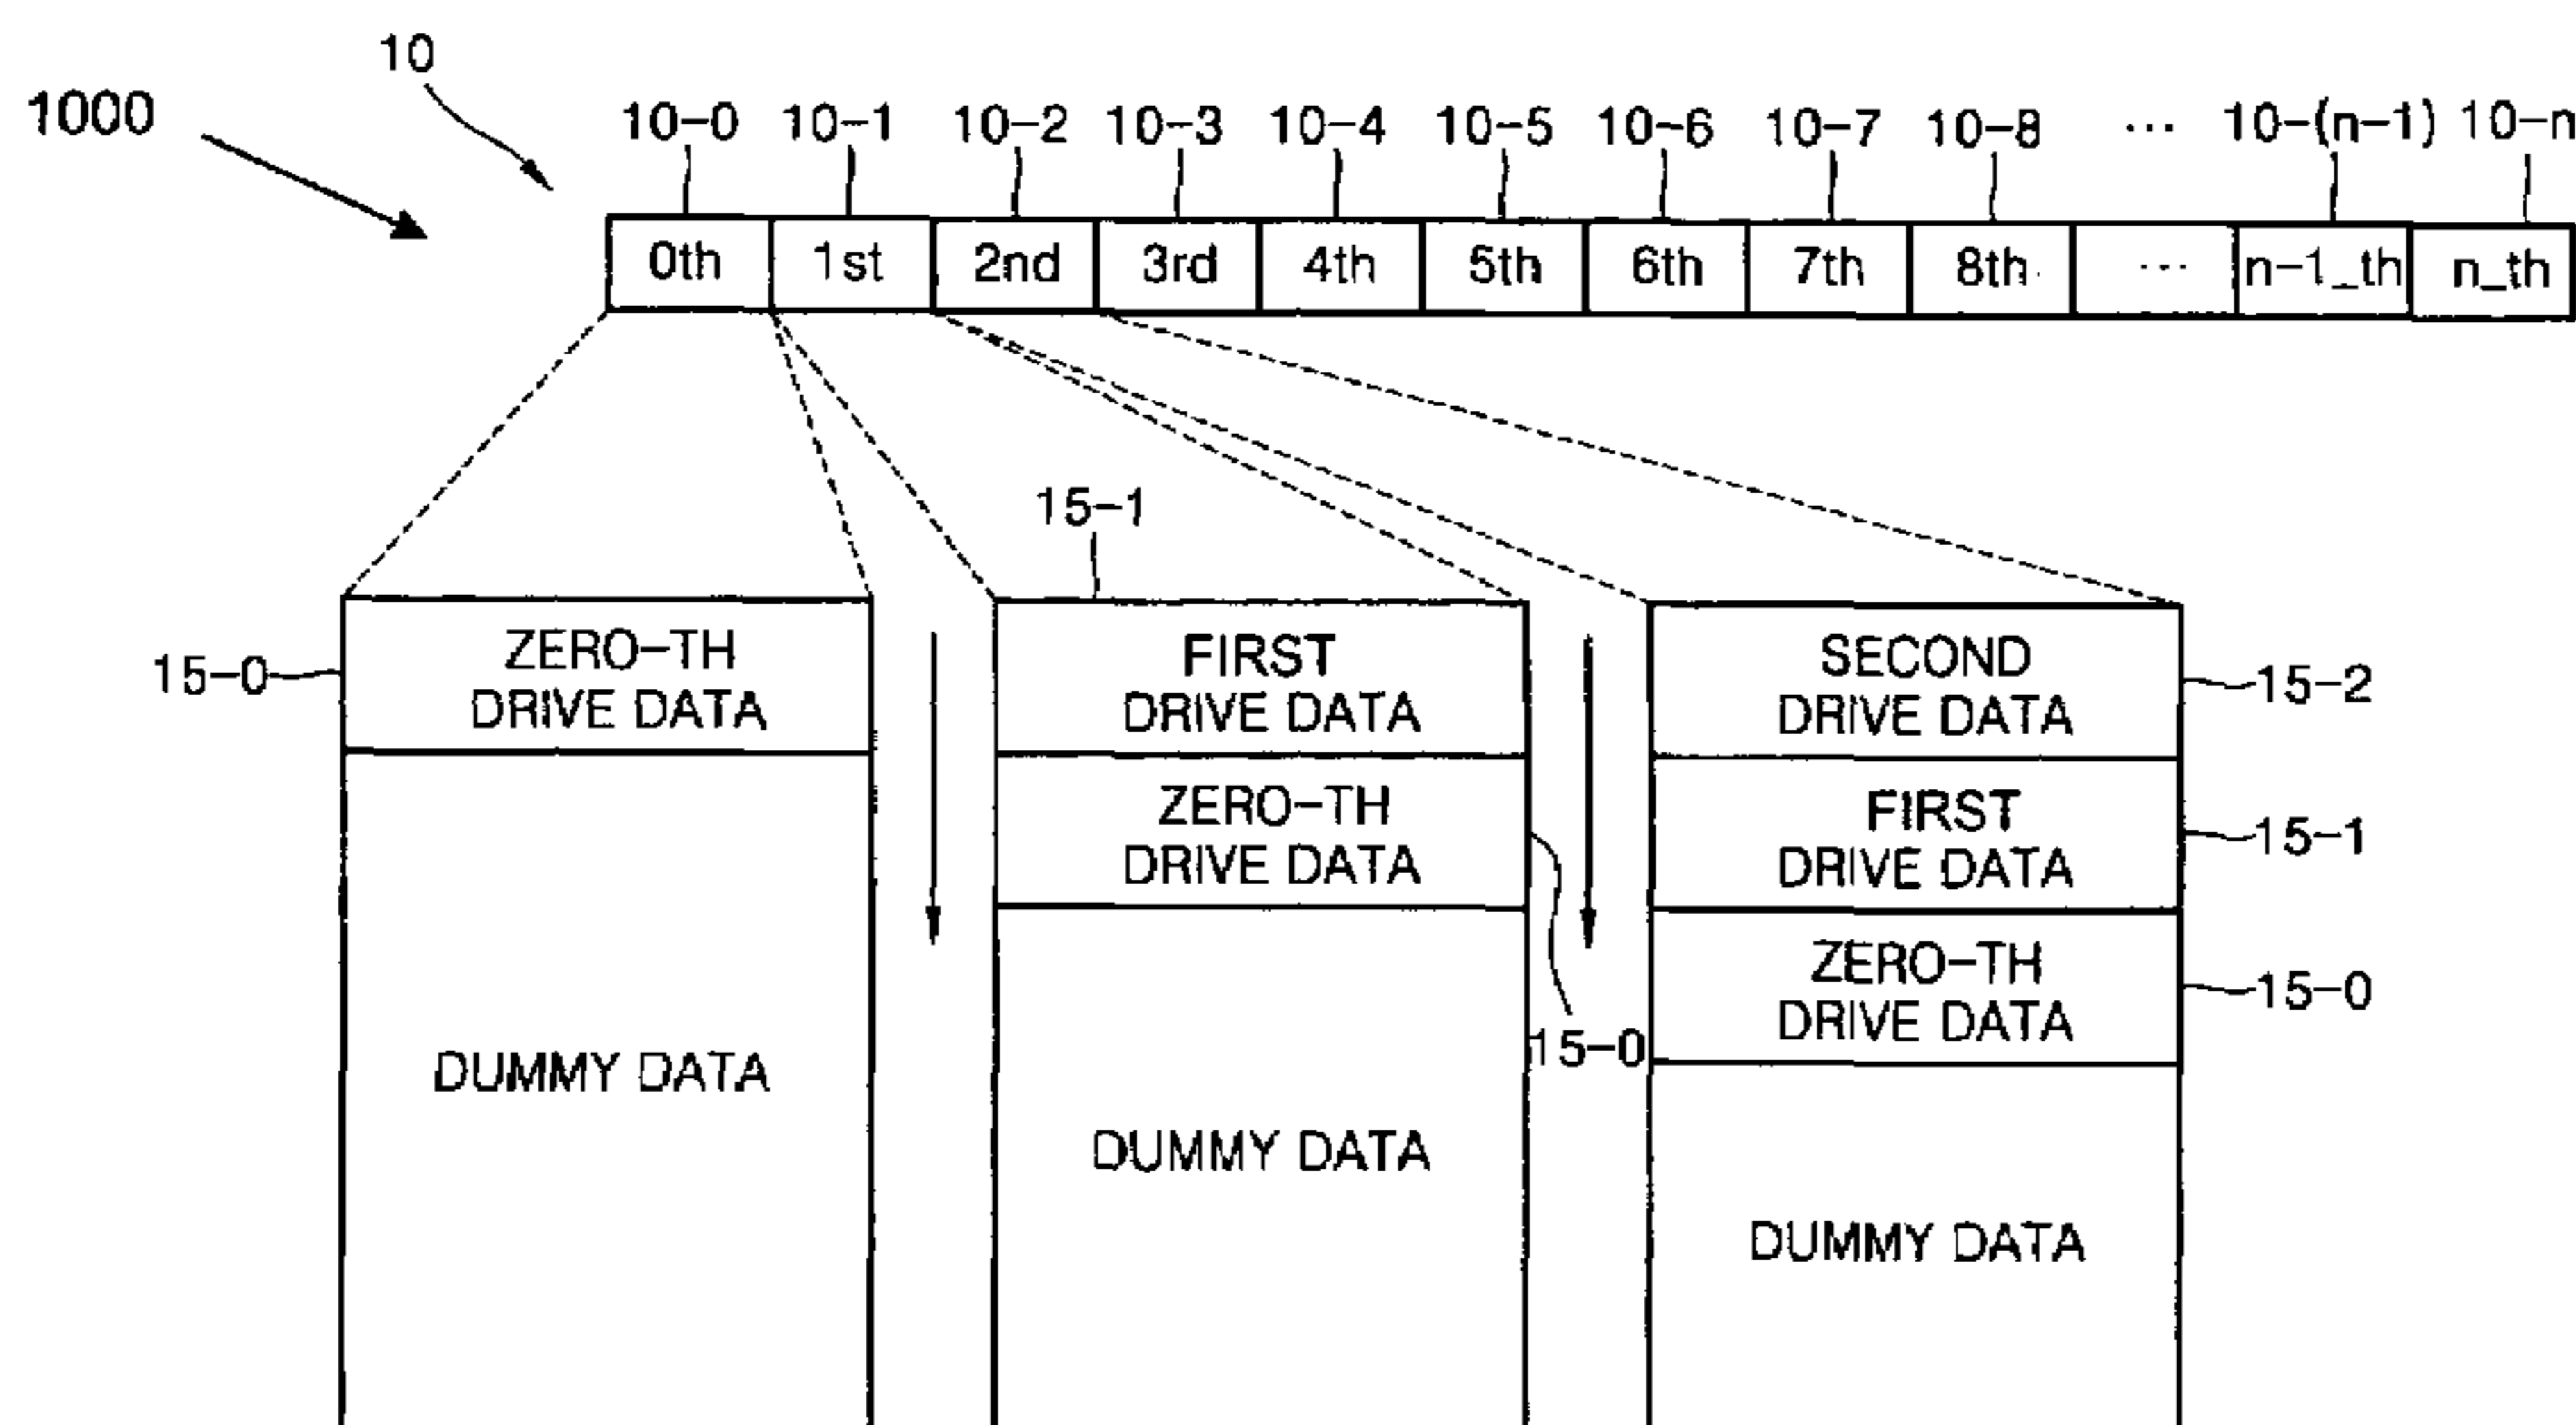 10
1000
10-0 10-1 10-2 10-3 10-4 10-5 10-6 10-7 10-8 ... 10-(n-1) 10-n
0th 1st 2nd 3rd 4th 5th 6th 7th 8th ... n-1_th n_th
15-1
ZERO-TH
DRIVE DATA
15-0
DUMMY DATA
FIRST
DRIVE DATA
ZERO-TH
DRIVE DATA
15-0
DUMMY DATA
SECOND
DRIVE DATA
15-2
FIRST
DRIVE DATA
15-1
ZERO-TH
DRIVE DATA
15-0
DUMMY DATA